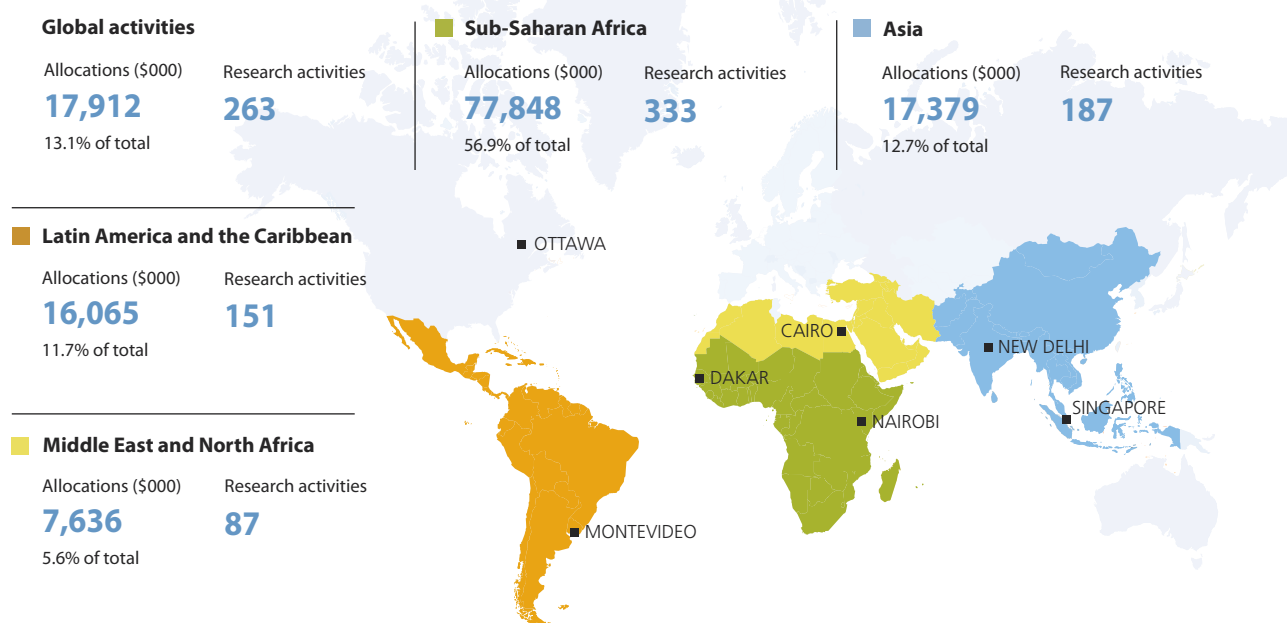 Global activities
Allocations ($000)
Research activities
17,912
263
13.1% of total
Sub-Saharan Africa
Allocations ($000)
Research activities
77,848
333
56.9% of total
Asia
Allocations ($000)
Research activities
17,379
187
12.7% of total
Latin America and the Caribbean
Allocations ($000)
Research activities
16,065
151
11.7% of total
Middle East and North Africa
Allocations ($000)
Research activities
7,636
87
5.6% of total
OTTAWA
CAIRO
NEW DELHI
DAKAR
SINGAPORE
NAIROBI
MONTEVIDEO